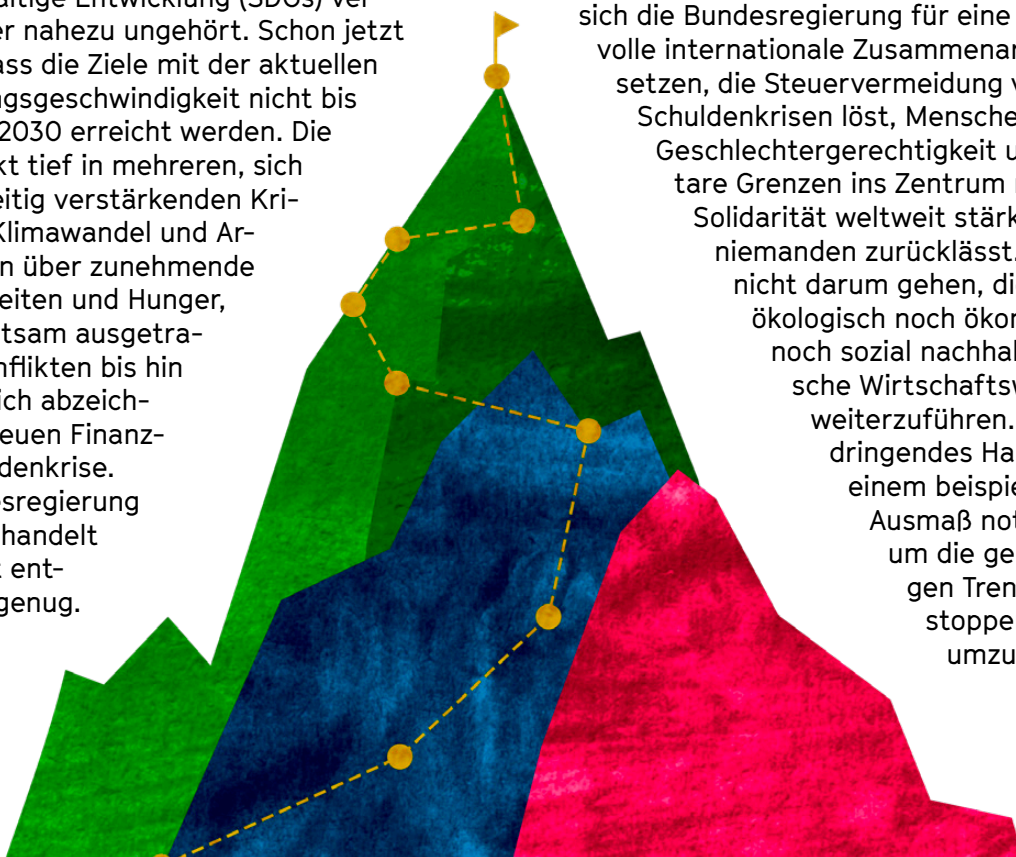 altige Entwicklung (SDGs) ver-
er nahezu ungehört. Schon jetzt
ass die Ziele mit der aktuellen
ngsgeschwindigkeit nicht bis
2030 erreicht werden. Die
kt tief in mehreren, sich
eitig verstärkenden Kri-
Klimawandel und Ar-
n über zunehmende
eiten und Hunger,
tsam ausgetra-
nflikten bis hin
ich abzeich-
euen Finanz-
denkrise.
esregierung
handelt
t ent-
genug.
sich die Bundesregierung für eine
volle internationale Zusammenar
setzen, die Steuervermeidung v
Schuldenkrisen löst, Mensche
Geschlechtergerechtigkeit u
tare Grenzen ins Zentrum
Solidarität weltweit stärk
niemanden zurücklässt.
nicht darum gehen, di
ökologisch noch ökon
noch sozial nachhal
sche Wirtschaftsw
weiterzuführen.
dringendes Ha
einem beispie
Ausmaß not
um die ge
gen Tren
stoppe
umzu